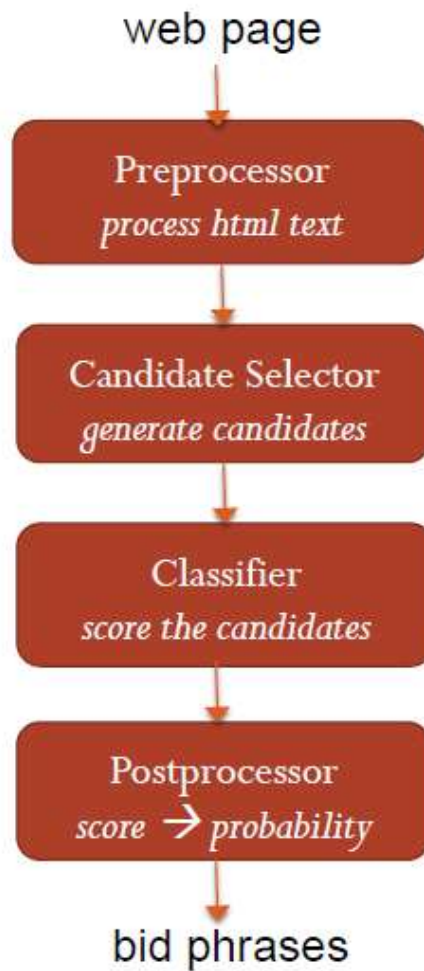 web page
Preprocessor
process html text
Candidate Selector
generate candidates
Classifier
score the candidates
Postprocessor
score → probability
bid phrases